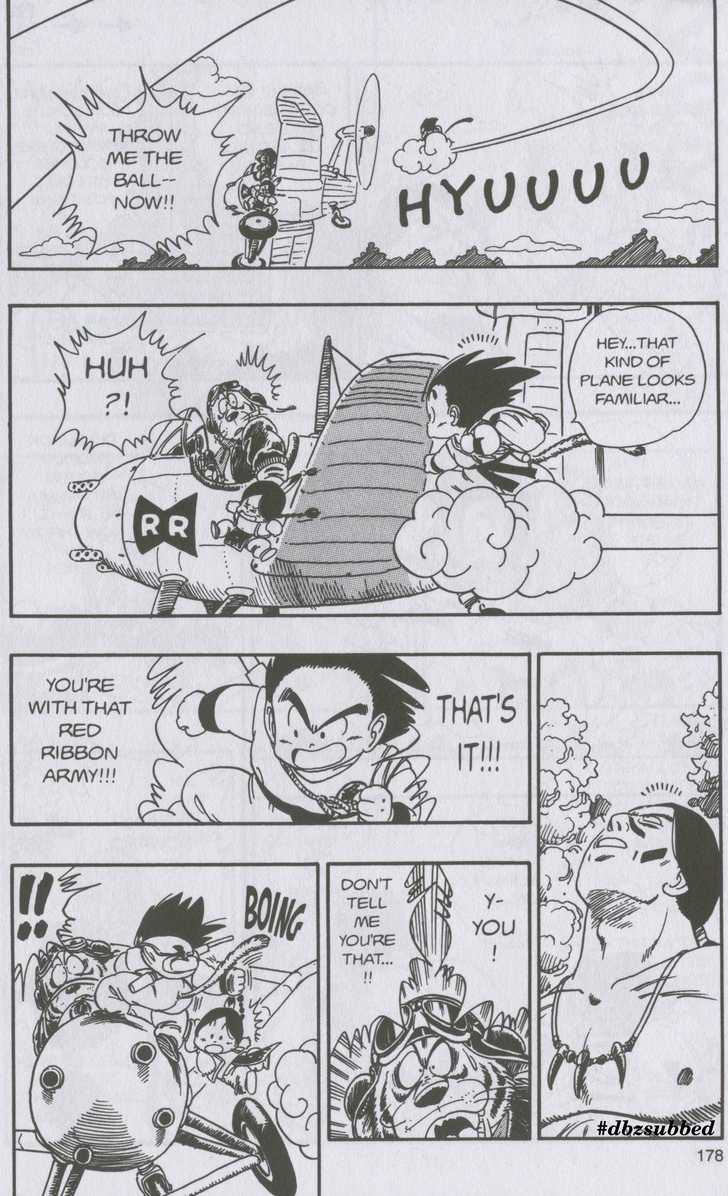 THROW
ME THE
BALL--
NOW!!
HYUUUUU
HEY...THAT
KIND OF
PLANE LOOKS
FAMILIAR...
HUH
?!
RR
THAT'S
IT!!!
YOU'RE
WITH THAT
RED
RIBBON
ARMY!!!
Y-
YOU
!
DON'T
TELL
ME
YOU'RE
THAT...
!!
BOING
!!
#dbzsubbed
178